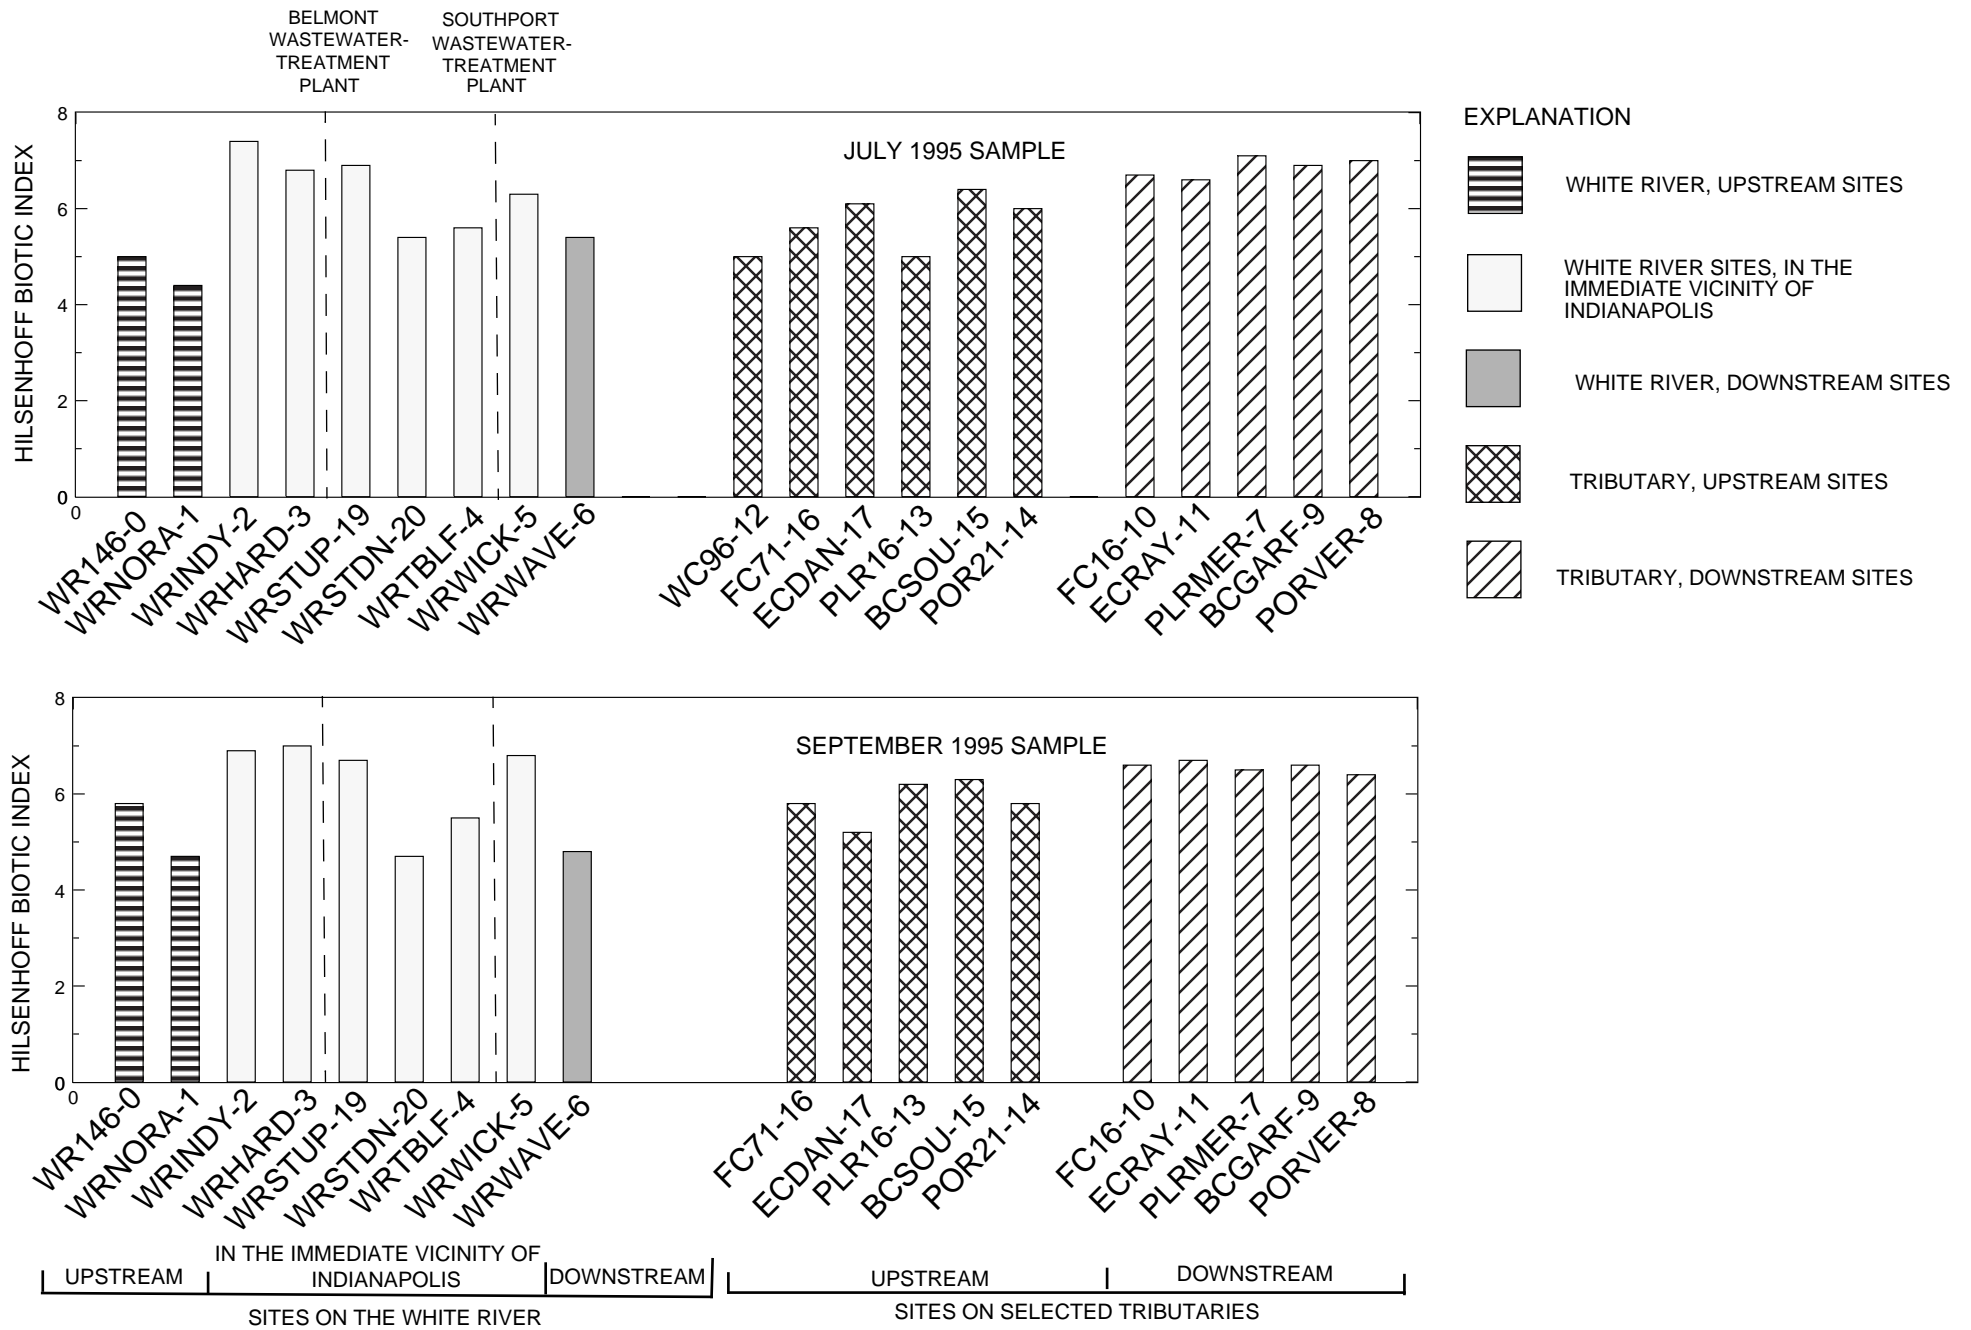 BELMONT
WASTEWATER-
TREATMENT
PLANT
SOUTHPORT
WASTEWATER-
TREATMENT
PLANT
HILSENHOFF BIOTIC INDEX
8
6
4
2
0
0
JULY 1995 SAMPLE
WR146-0
WRNORA-1
WRINDY-2
WRHARD-3
WRSTUP-19
WRSTDN-20
WRTBLF-4
WRWICK-5
WRWAVE-6
WC96-12
FC71-16
ECDAN-17
PLR16-13
BCSOU-15
POR21-14
FC16-10
ECRAY-11
PLRMER-7
BCGARF-9
PORVER-8
EXPLANATION
WHITE RIVER, UPSTREAM SITES
WHITE RIVER SITES, IN THE
IMMEDIATE VICINITY OF
INDIANAPOLIS
WHITE RIVER, DOWNSTREAM SITES
TRIBUTARY, UPSTREAM SITES
TRIBUTARY, DOWNSTREAM SITES
HILSENHOFF BIOTIC INDEX
8
6
4
2
0
0
SEPTEMBER 1995 SAMPLE
WR146-0
WRNORA-1
WRINDY-2
WRHARD-3
WRSTUP-19
WRSTDN-20
WRTBLF-4
WRWICK-5
WRWAVE-6
FC71-16
ECDAN-17
PLR16-13
BCSOU-15
POR21-14
FC16-10
ECRAY-11
PLRMER-7
BCGARF-9
PORVER-8
UPSTREAM
IN THE IMMEDIATE VICINITY OF
INDIANAPOLIS
DOWNSTREAM
SITES ON THE WHITE RIVER
UPSTREAM
DOWNSTREAM
SITES ON SELECTED TRIBUTARIES